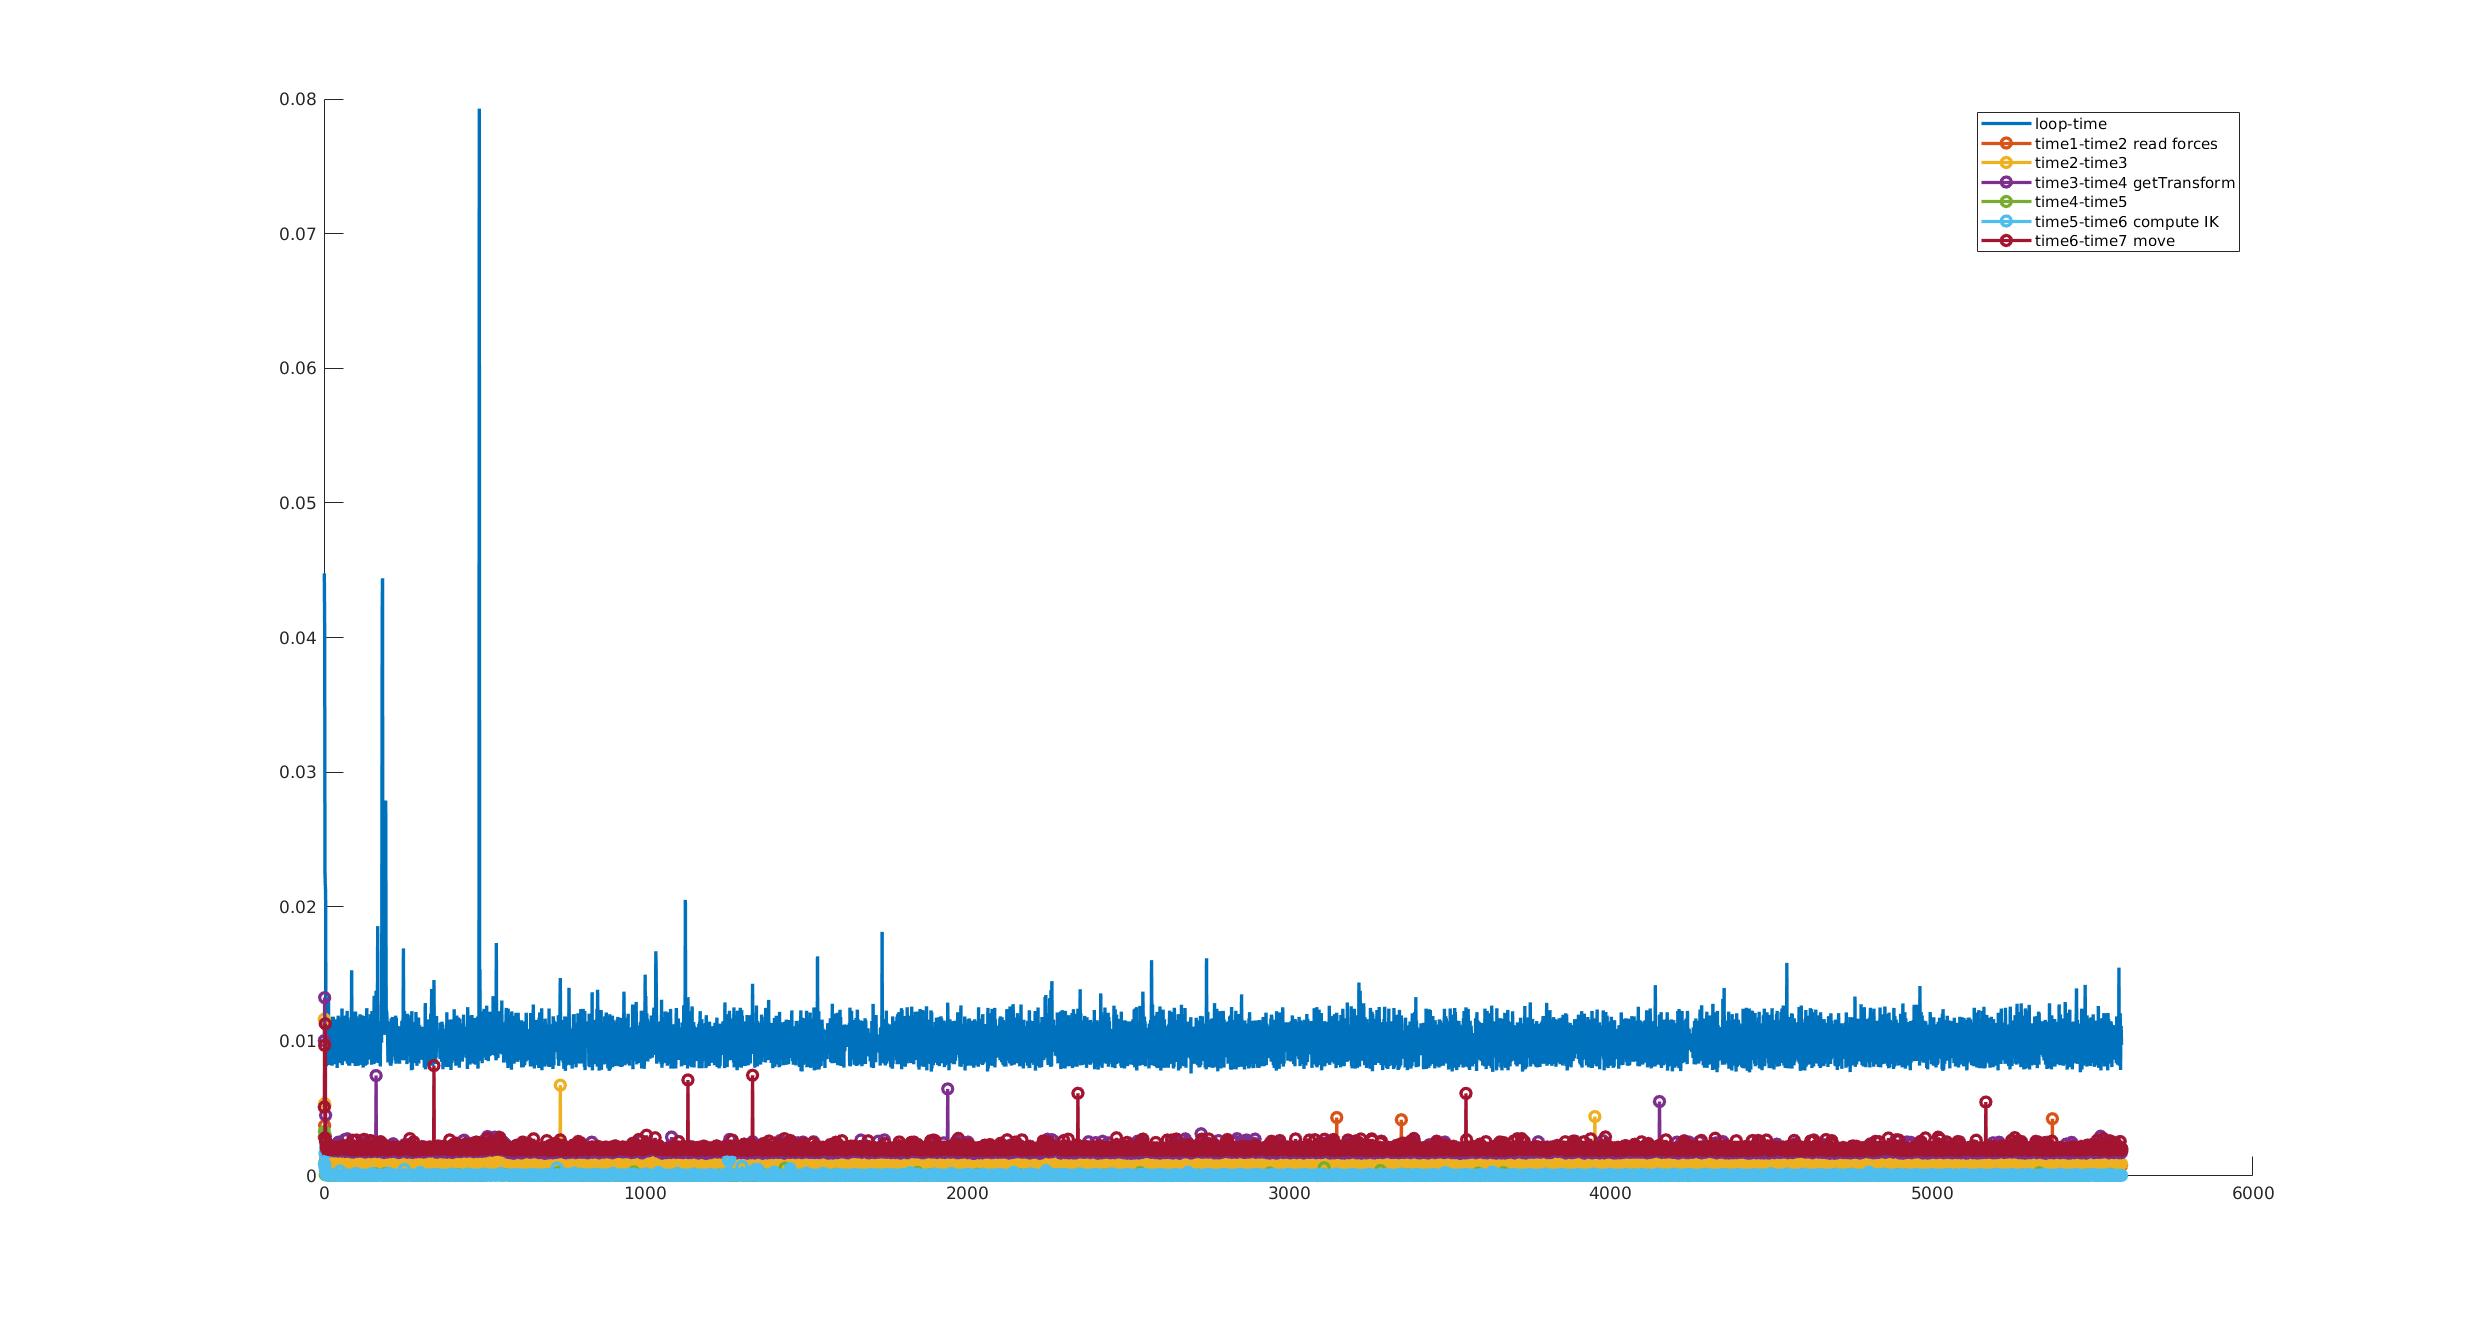 0.08
0.07
0.06
0.05
0.04
0.03
0.02
0.01
0
0 1000 2000 3000 4000 5000 6000
loop-time
time1-time2 read forces
time2-time3
time3-time4 getTransform
time4-time5
time5-time6 compute IK
time6-time7 move